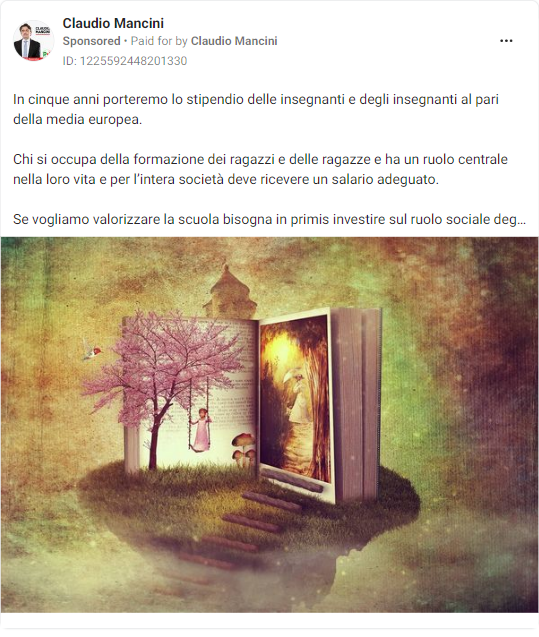 Claudio Mancini
Sponsored • Paid for by Claudio Mancini
ID: 1225592448201330
In cinque anni porteremo lo stipendio delle insegnanti e degli insegnanti al pari
della media europea.
Chi si occupa della formazione dei ragazzi e delle ragazze e ha un ruolo centrale
nella loro vita e per l'intera società deve ricevere un salario adeguato.
Se vogliamo valorizzare la scuola bisogna in primis investire sul ruolo sociale deg...